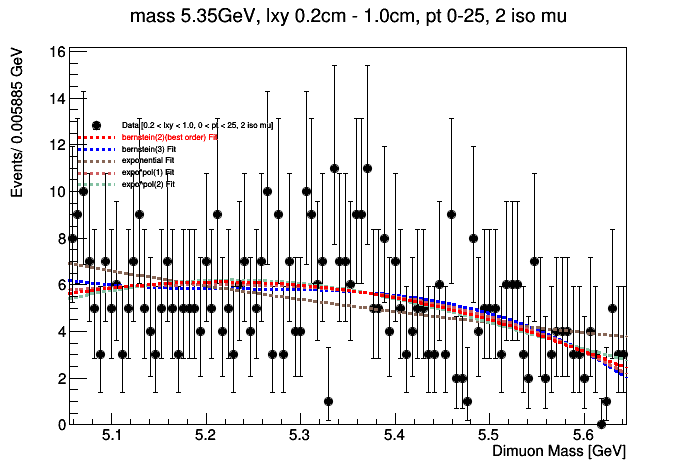 mass 5.35GeV, lxy 0.2cm - 1.0cm, pt 0-25, 2 iso mu
Events/ 0.005885 GeV
16
14
12
10
8
6
4
2
0
Data [0.2 < lxy < 1.0, 0 < pt < 25, 2 iso mu]
bernstein(2)(best order) Fit
bernstein(3) Fit
exponential Fit
expo*pol(1) Fit
expo*pol(2) Fit
5.1 5.2 5.3 5.4 5.5 5.6
Dimuon Mass [GeV]